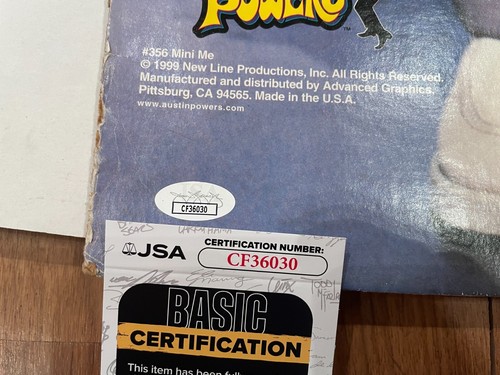 POWERS
TM
#356 Mini Me
© 1999 New Line Productions, Inc. All Rights Reserved.
Manufactured and distributed by Advanced Graphics.
Pittsburg, CA 94565. Made in the U.S.A.
www.austinpowers.com
CF36030
JSA
CERTIFICATION NUMBER:
CF36030
BASIC
CERTIFICATION
This item has been